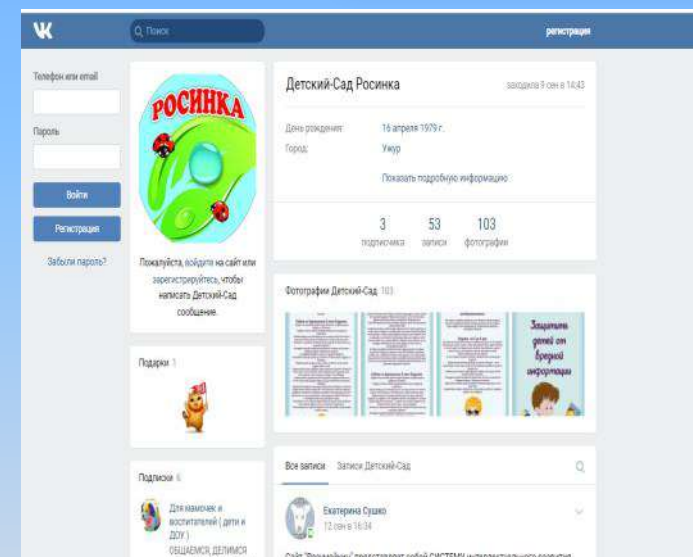 Поиск
регистрация
Телефон или email
Пароль
Войти
Регистрация
Забыли пароль?
РОСИНКА
Пожалуйста, войдите на сайт или
зарегистрируйтесь, чтобы
написать Детский-Сад
сообщение.
Подарки 1
Подписки 6
Для мамочек и
воспитателей ( дети и
ДОУ )
ОБЩАЕМСЯ, ДЕЛИМСЯ
Детский-Сад Росинка
заходила 9 сен в 14:43
День рождения: 16 апреля 1979 г.
Город: Ужур
Показать подробную информацию
3 53 103
подписчика записи фотографии
Фотографии Детский-Сад 103
Защитите
детей от
вредной
информации
Все записи Записи Детский-Сад
Екатерина Сушко
12 сен в 16:34